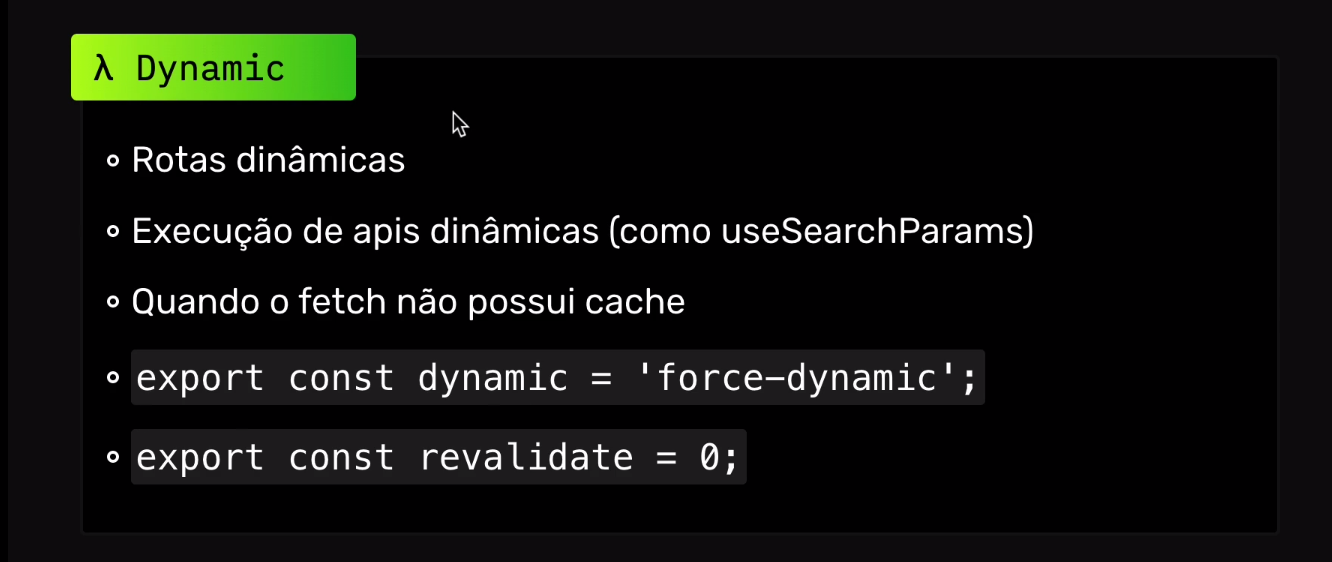 λ Dynamic
Rotas dinâmicas
Execução de apis dinâmicas (como useSearchParams)
Quando o fetch não possui cache
export const dynamic = 'force-dynamic';
export const revalidate = 0;